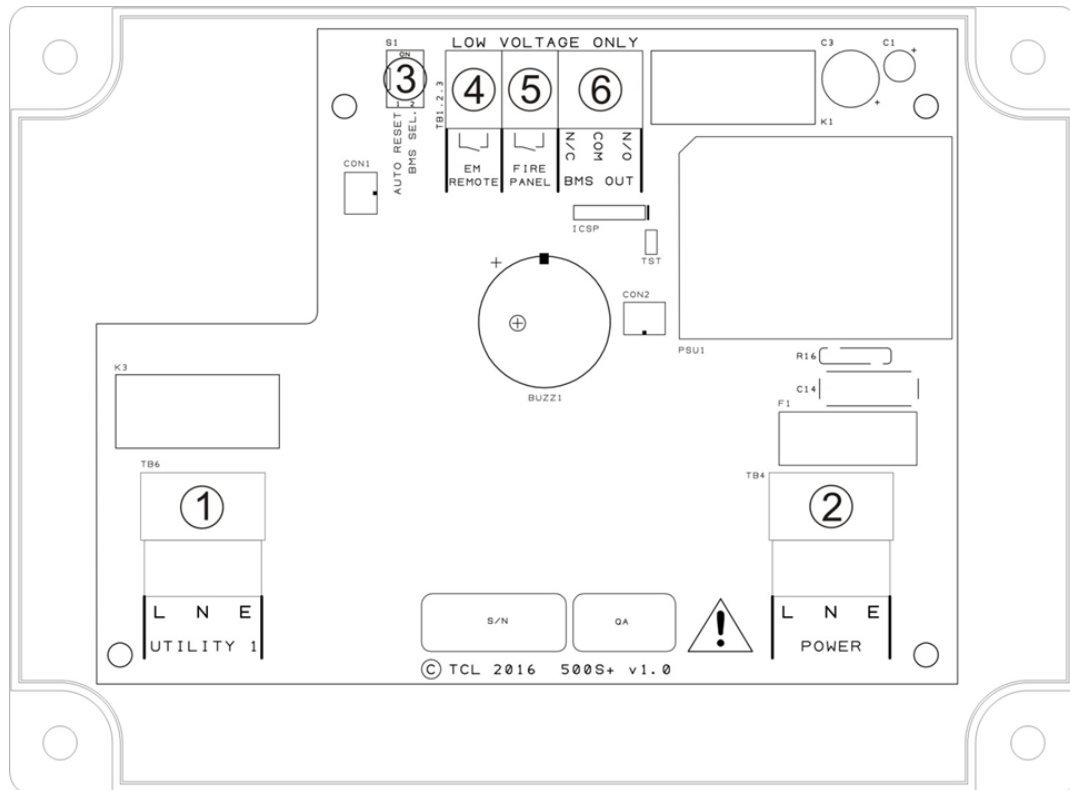 S1
LOW VOLTAGE ONLY
C3
C1
+
ON
3
4
5
6
1 2
+
K1
TB1.2.3
AUTO RESET
BMS SEL.
N/C
COM
N/O
EM
REMOTE
FIRE
PANEL
BMS OUT
CON1
ICSP
TST
+
CON2
BUZZ1
PSU1
R16
C14
K3
F1
TB6
TB4
1
2
L N E
UTILITY 1
S/N
QA
!
L N E
POWER
© TCL 2016 500S+ v1.0